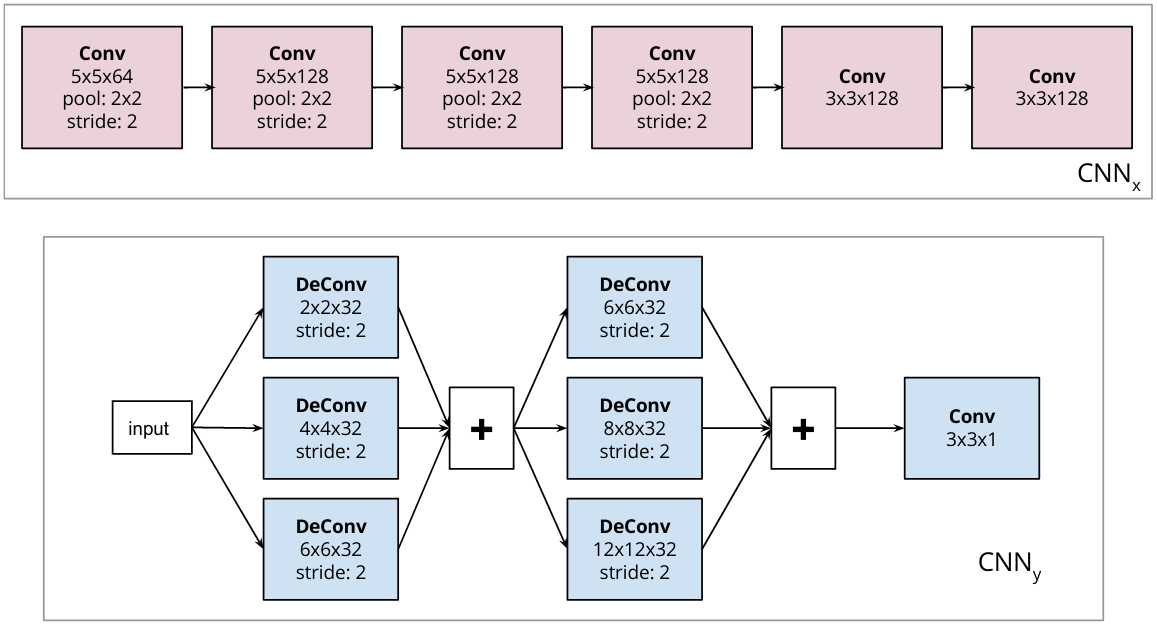 Conv
5x5x64
pool: 2x2
stride: 2
Conv
5x5x128
pool: 2x2
stride: 2
Conv
5x5x128
pool: 2x2
stride: 2
Conv
5x5x128
pool: 2x2
stride: 2
Conv
3x3x128
Conv
3x3x128
CNNx
input
DeConv
2x2x32
stride: 2
DeConv
4x4x32
stride: 2
DeConv
6x6x32
stride: 2
+
DeConv
6x6x32
stride: 2
DeConv
8x8x32
stride: 2
DeConv
12x12x32
stride: 2
+
Conv
3x3x1
CNNy